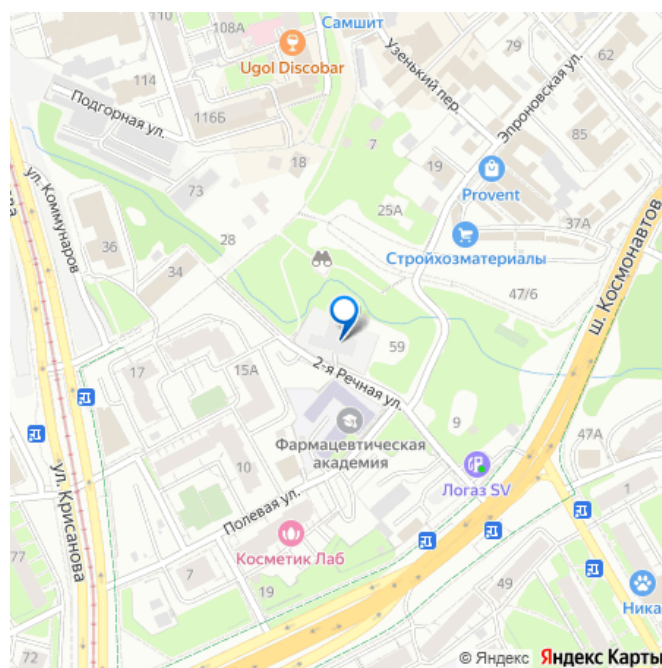 108А
Самшит
Ugol Discobar
79
62
114
Узенький пер.
Эпроновская ул.
Подгорная ул.
116Б
7
85
18
19
73
Provent
25А
ул. Коммунаров
28
37А
36
Стройхозматериалы
34
47/6
ш. Космонавтов
59
2-я Речная ул.
15А
17
9
Фармацевтическая
академия
47А
10
Логаз SV
1
Полевая ул.
ул. Крисанова
77
Косметик Лаб
7
19
49
Ника
72
© Яндекс Яндекс Карты